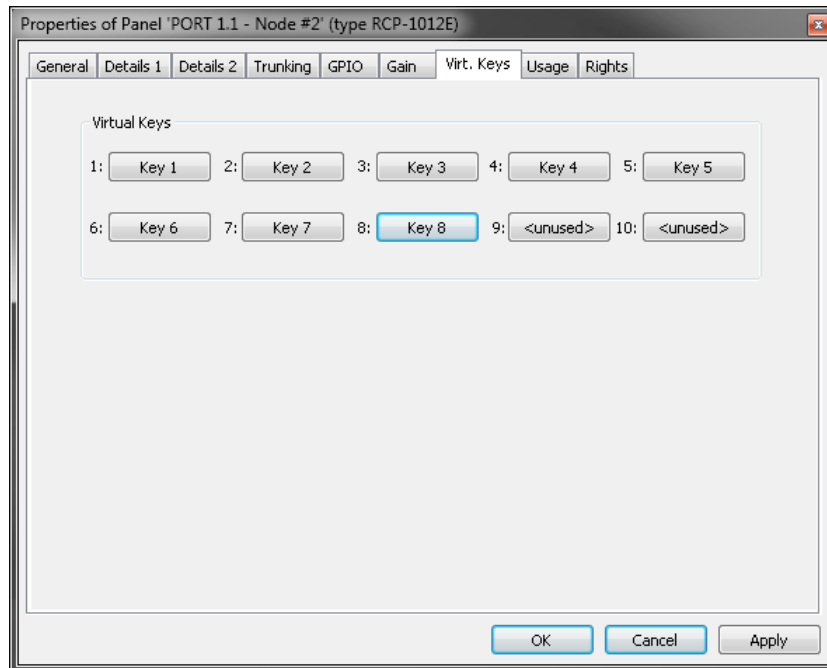 Properties of Panel 'PORT 1.1 - Node #2' (type RCP-1012E)
General Details 1 Details 2 Trunking GPIO Gain Virt. Keys Usage Rights
Virtual Keys
1: Key 1 2: Key 2 3: Key 3 4: Key 4 5: Key 5
6: Key 6 7: Key 7 8: Key 8 9: <unused> 10: <unused>
OK Cancel Apply